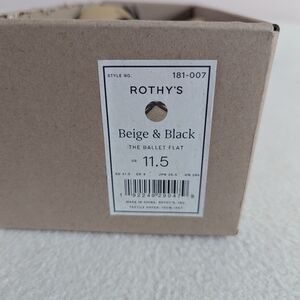 STYLE NO. 181-007
ROTHY'S
Beige & Black
THE BALLET FLAT
US 11.5
MADE IN CHINA, ROTHY'S, INC.